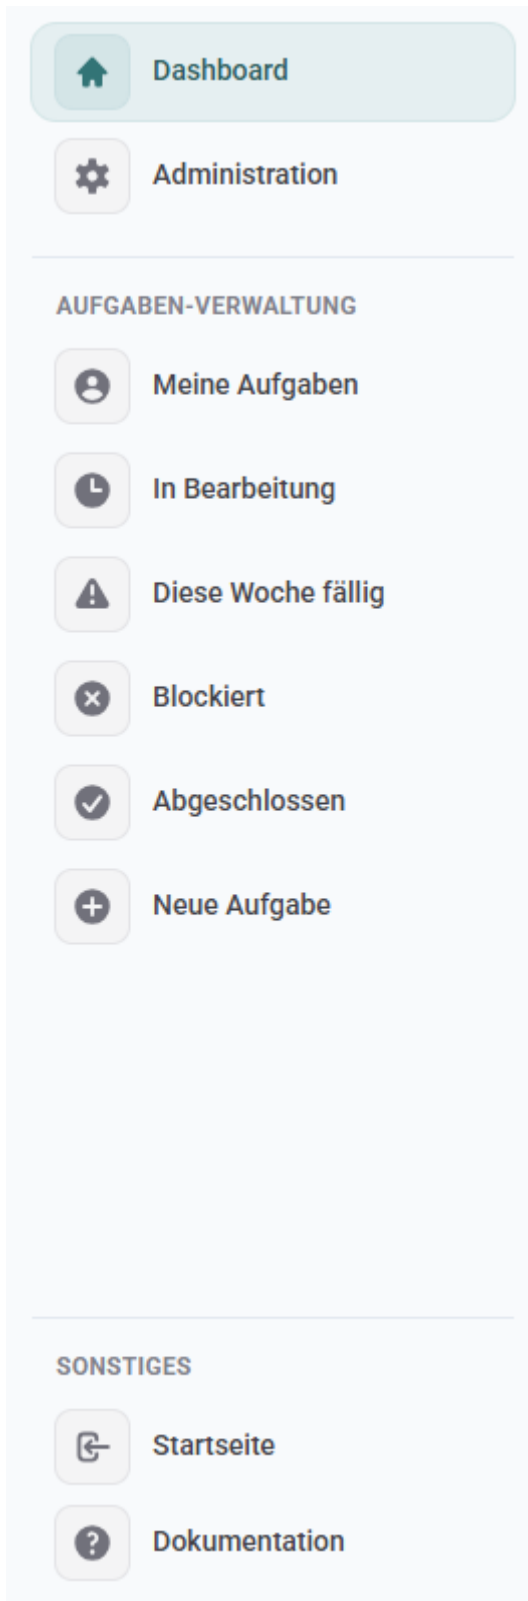 Dashboard
Administration
AUFGABEN-VERWALTUNG
Meine Aufgaben
In Bearbeitung
Diese Woche fällig
Blockiert
Abgeschlossen
Neue Aufgabe
SONSTIGES
Startseite
Dokumentation